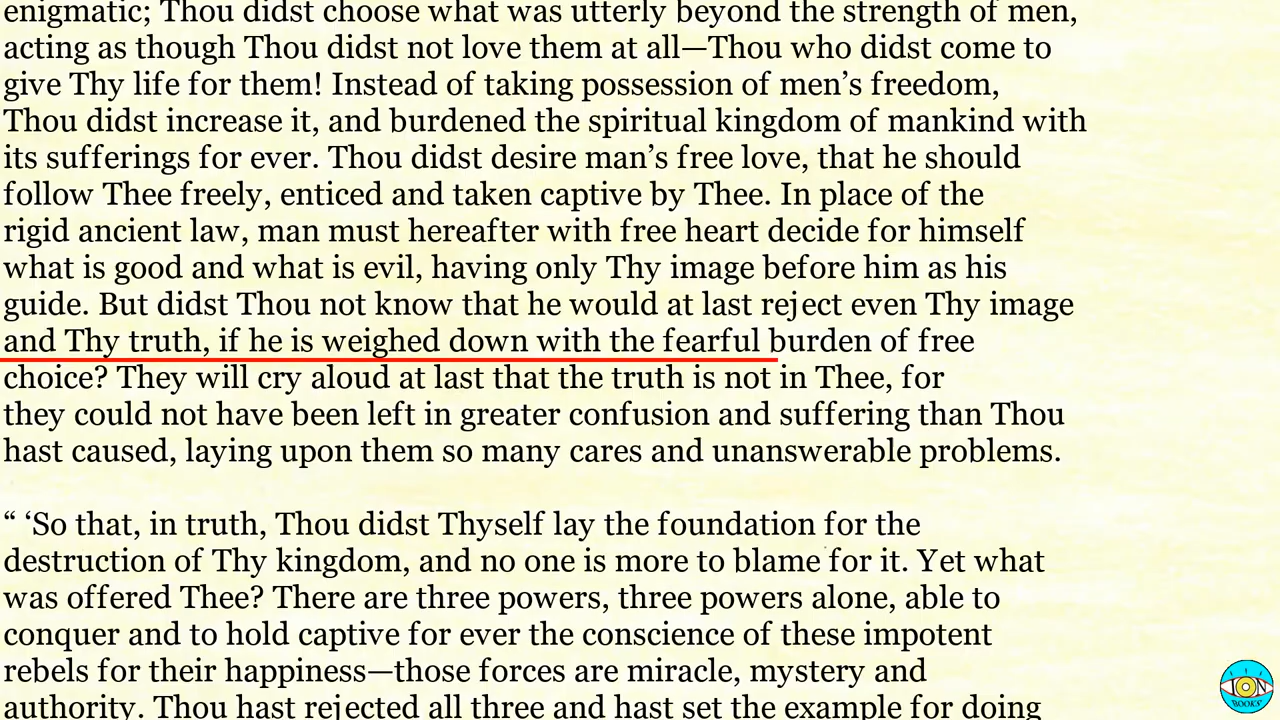 enigmatic; Thou didst choose what was utterly beyond the strength of men,
acting as though Thou didst not love them at all—Thou who didst come to
give Thy life for them! Instead of taking possession of men’s freedom,
Thou didst increase it, and burdened the spiritual kingdom of mankind with
its sufferings for ever. Thou didst desire man’s free love, that he should
follow Thee freely, enticed and taken captive by Thee. In place of the
rigid ancient law, man must hereafter with free heart decide for himself
what is good and what is evil, having only Thy image before him as his
guide. But didst Thou not know that he would at last reject even Thy image
and Thy truth, if he is weighed down with the fearful burden of free
choice? They will cry aloud at last that the truth is not in Thee, for
they could not have been left in greater confusion and suffering than Thou
hast caused, laying upon them so many cares and unanswerable problems.
“ ‘So that, in truth, Thou didst Thyself lay the foundation for the
destruction of Thy kingdom, and no one is more to blame for it. Yet what
was offered Thee? There are three powers, three powers alone, able to
conquer and to hold captive for ever the conscience of these impotent
rebels for their happiness—those forces are miracle, mystery and
authority. Thou hast rejected all three and hast set the example for doing
BOOKS